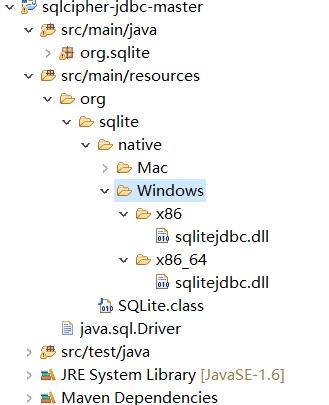 sqlcipher-jdbc-master
src/main/java
org.sqlite
src/main/resources
org
sqlite
native
Mac
Windows
x86
sqlitejdbc.dll
x86_64
sqlitejdbc.dll
SQLite.class
java.sql.Driver
src/test/java
JRE System Library [JavaSE-1.6]
Maven Dependencies